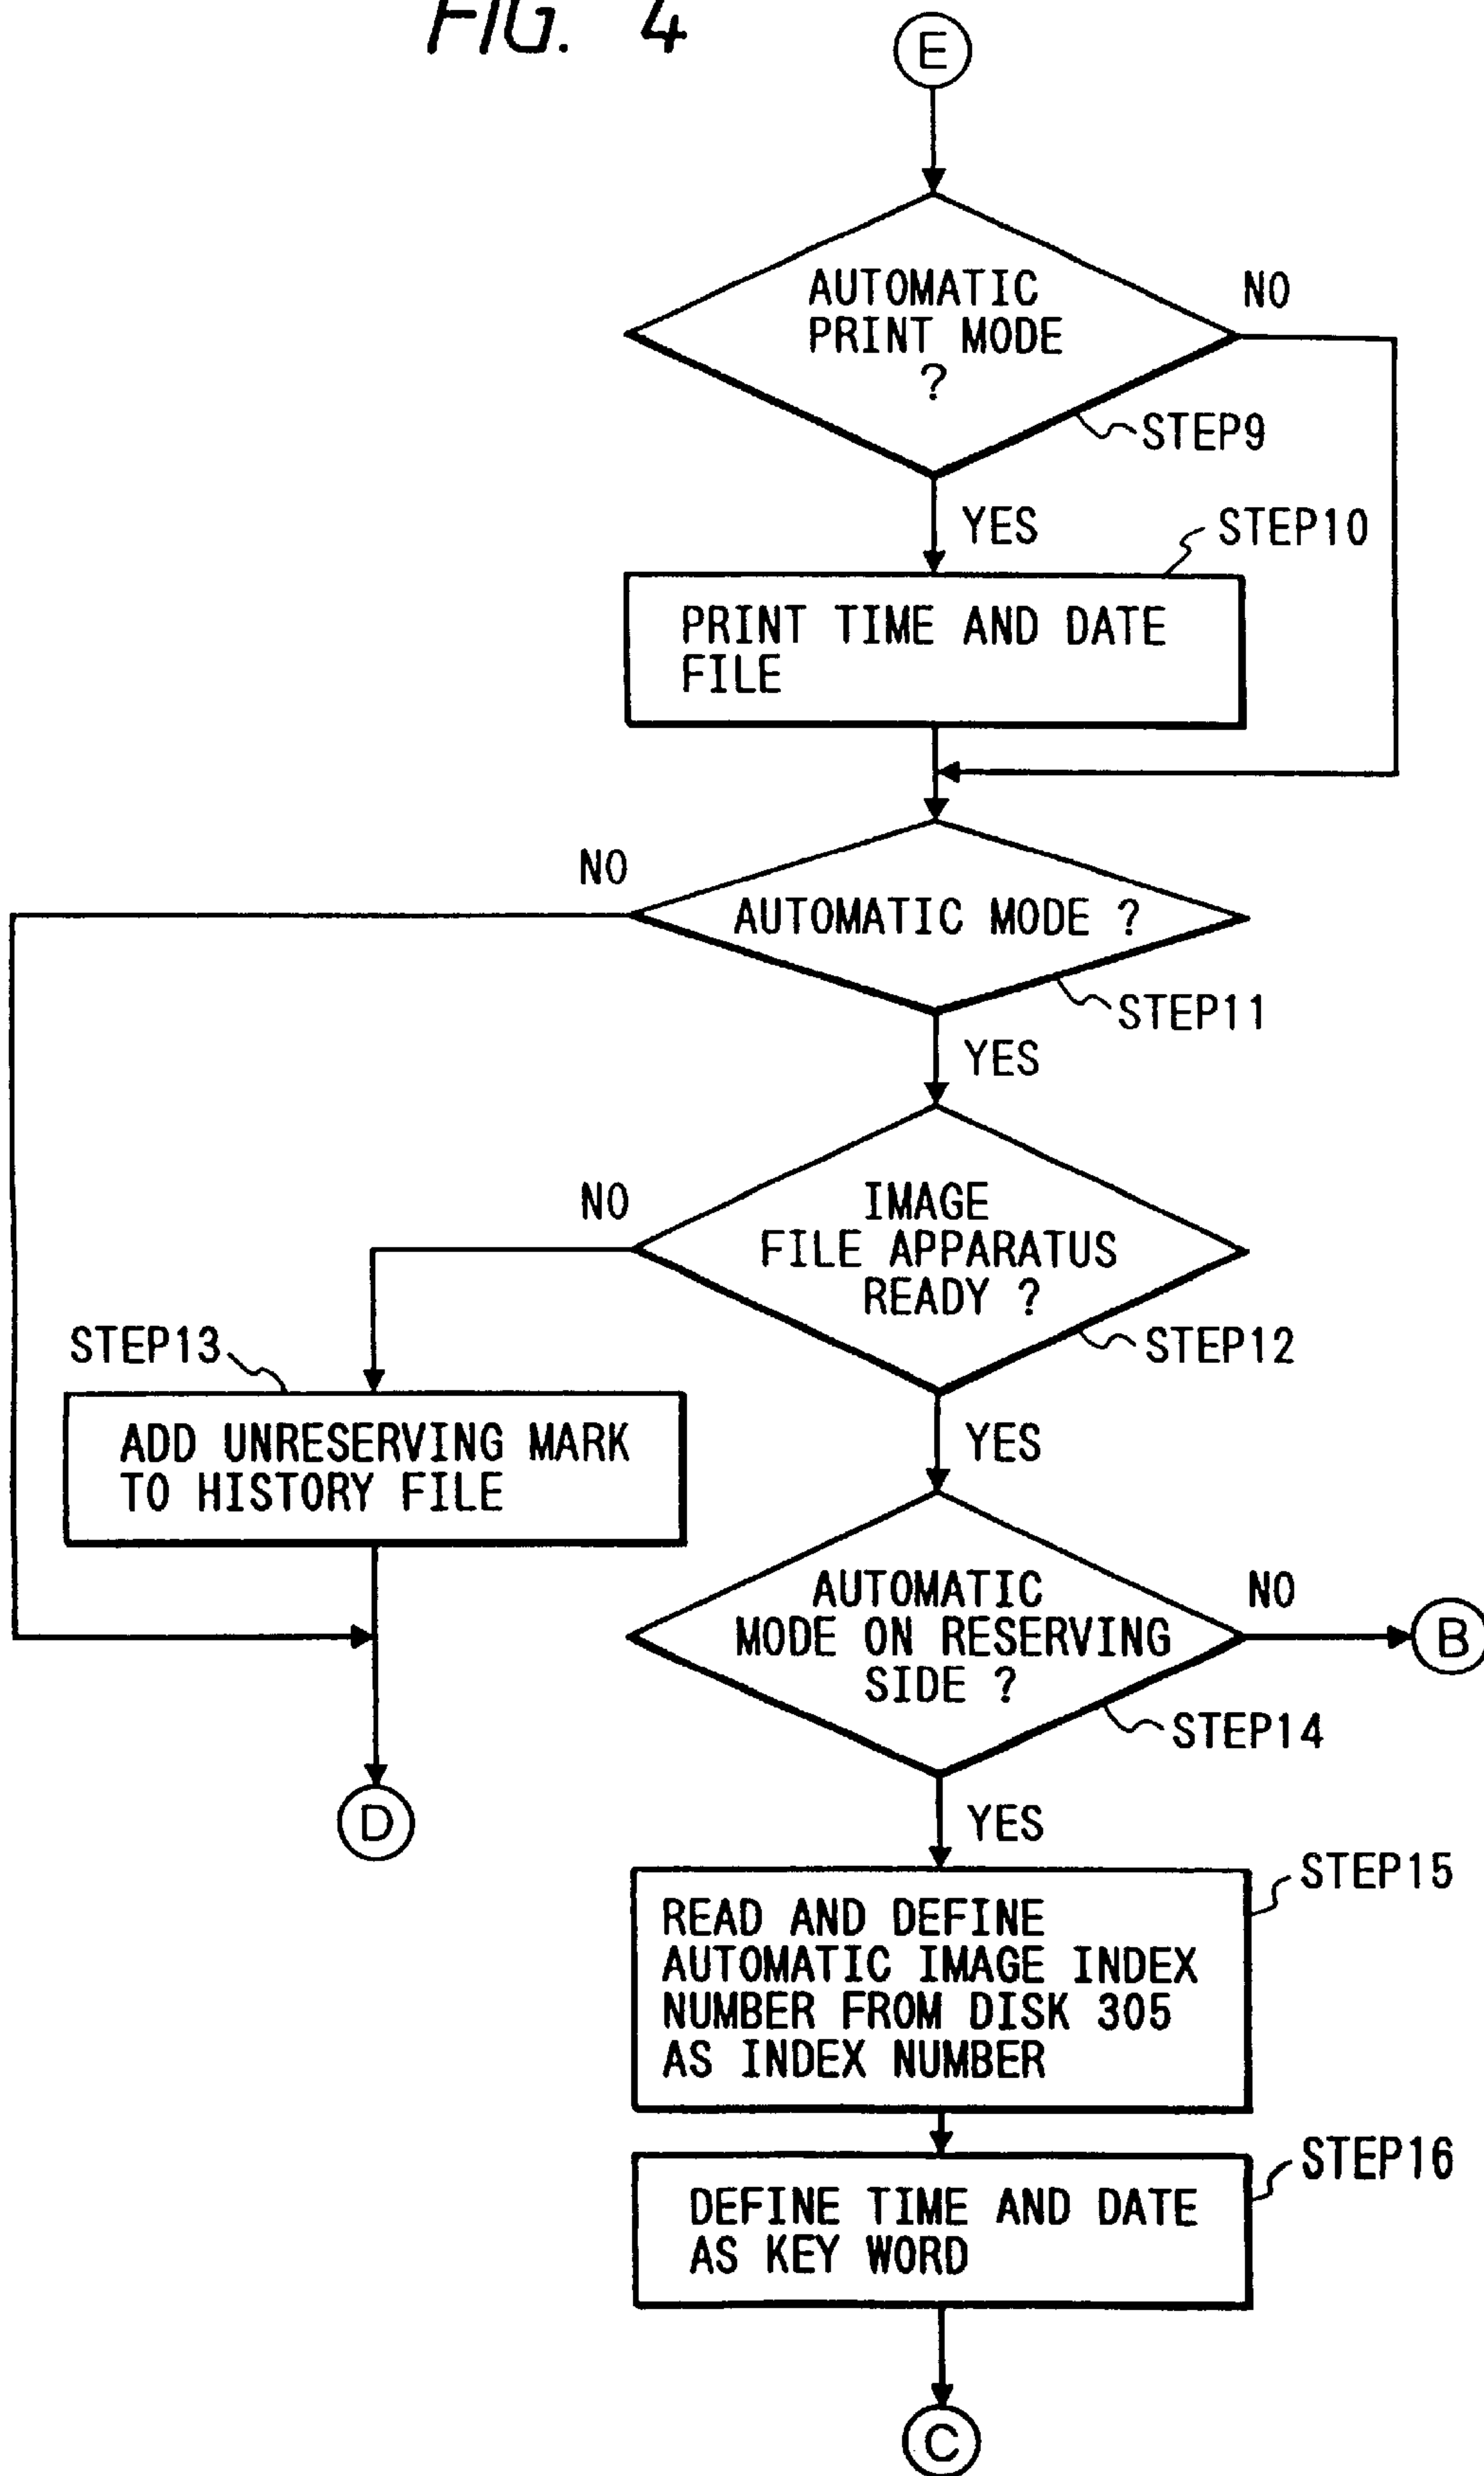 FIG. 4
E
AUTOMATIC
PRINT MODE
?
NO
STEP9
YES
STEP10
PRINT TIME AND DATE
FILE
NO
AUTOMATIC MODE ?
STEP11
YES
NO
IMAGE
FILE APPARATUS
READY ?
STEP12
STEP13
YES
ADD UNRESERVING MARK
TO HISTORY FILE
AUTOMATIC
MODE ON RESERVING
SIDE ?
NO
B
STEP14
D
YES
STEP15
READ AND DEFINE
AUTOMATIC IMAGE INDEX
NUMBER FROM DISK 305
AS INDEX NUMBER
STEP16
DEFINE TIME AND DATE
AS KEY WORD
C